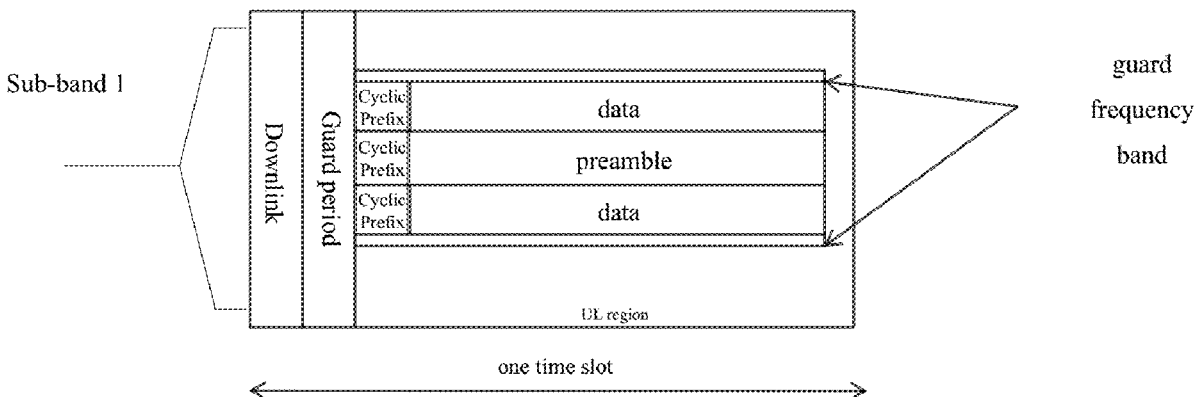 Sub-band 1
Downlink
Guard period
Cyclic
Prefix
data
Cyclic
Prefix
preamble
Cyclic
Prefix
data
UL region
guard
frequency
band
one time slot